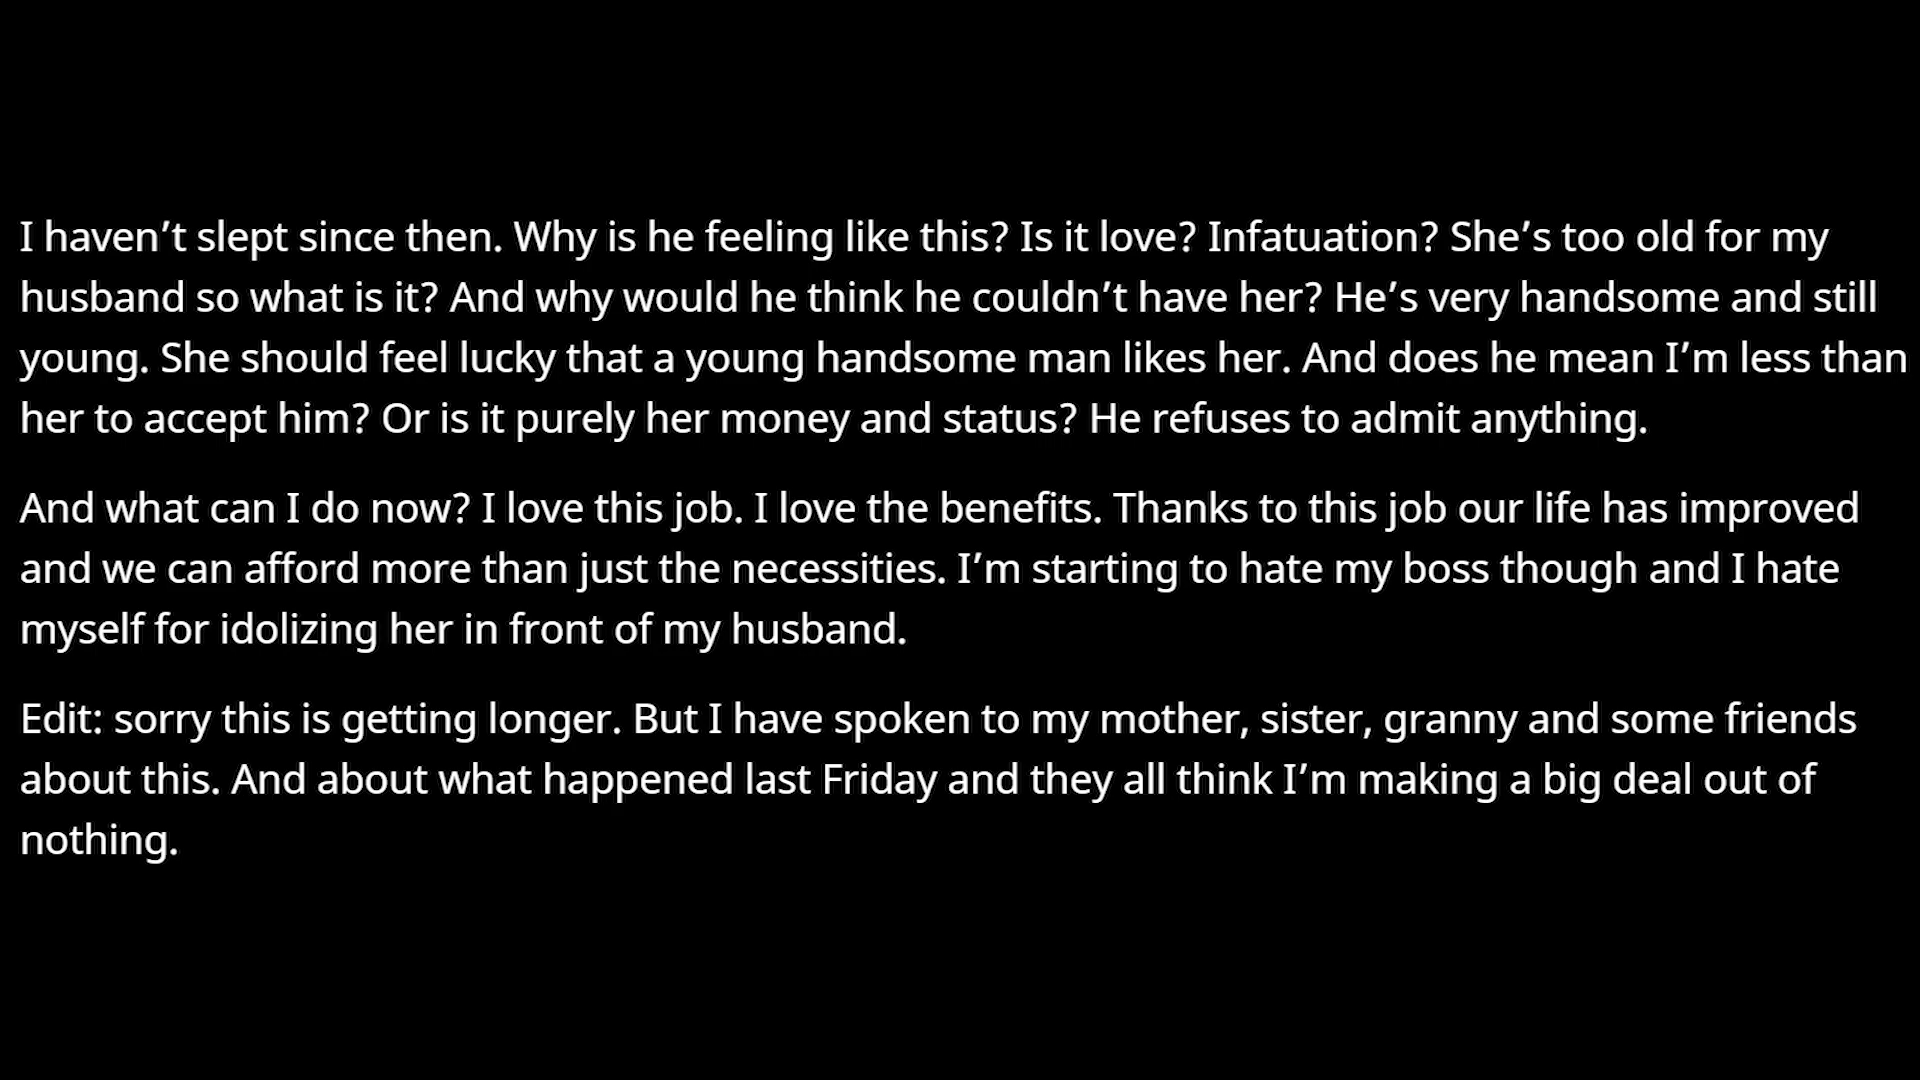 I haven’t slept since then. Why is he feeling like this? Is it love? Infatuation? She’s too old for my
husband so what is it? And why would he think he couldn’t have her? He’s very handsome and still
young. She should feel lucky that a young handsome man likes her. And does he mean I’m less than
her to accept him? Or is it purely her money and status? He refuses to admit anything.
And what can I do now? I love this job. I love the benefits. Thanks to this job our life has improved
and we can afford more than just the necessities. I’m starting to hate my boss though and I hate
myself for idolizing her in front of my husband.
Edit: sorry this is getting longer. But I have spoken to my mother, sister, granny and some friends
about this. And about what happened last Friday and they all think I’m making a big deal out of
nothing.